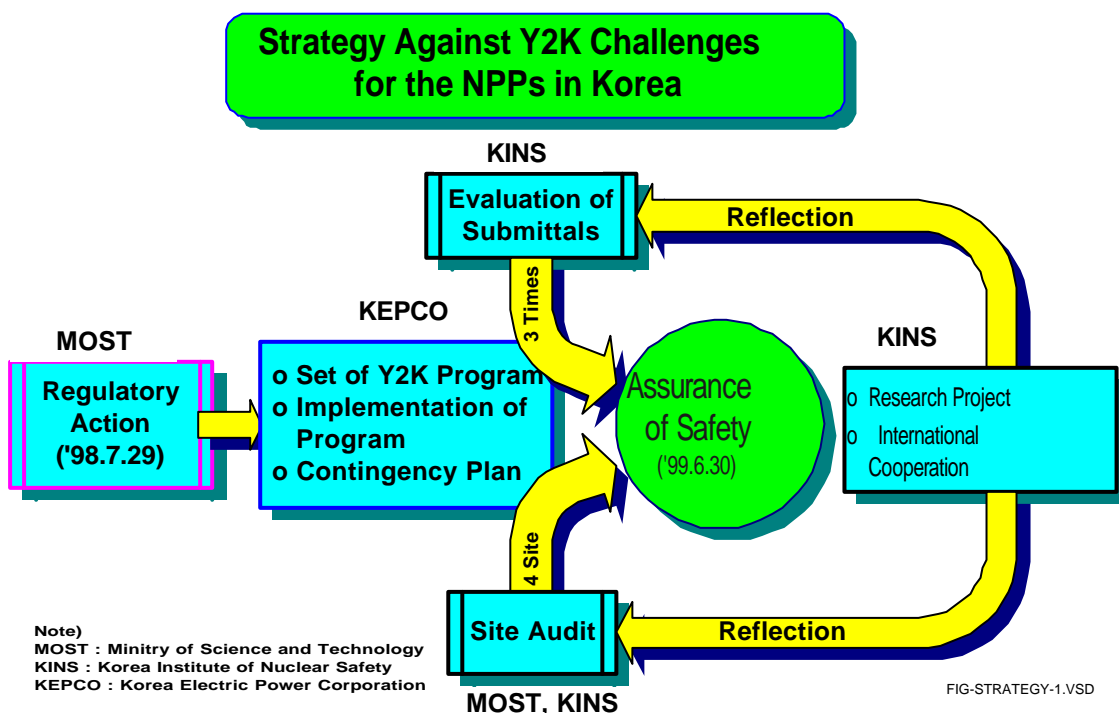 Strategy Against Y2K Challenges
for the NPPs in Korea
KINS
Evaluation of
Submittals
Reflection
3 Times
KEPCO
MOST
KINS
Regulatory
Action
('98.7.29)
o Set of Y2K Program
o Implementation of
Program
o Contingency Plan
Assurance
of Safety
('99.6.30)
o Research Project
o International
Cooperation
4 Site
Site Audit
Reflection
MOST, KINS
Note)
MOST : Minitry of Science and Technology
KINS : Korea Institute of Nuclear Safety
KEPCO : Korea Electric Power Corporation
FIG-STRATEGY-1.VSD